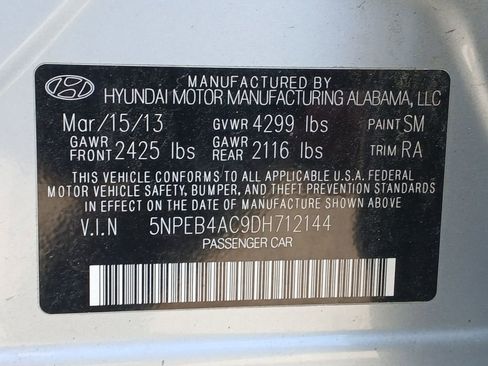 MANUFACTURED BY
HYUNDAI MOTOR MANUFACTURING ALABAMA, LLC
Mar/15/13 GVWR 4299 lbs PAINT SM
GAWR FRONT 2425 lbs GAWR REAR 2116 lbs TRIM RA
THIS VEHICLE CONFORMS TO ALL APPLICABLE U.S.A. FEDERAL
MOTOR VEHICLE SAFETY, BUMPER, AND THEFT PREVENTION STANDARDS
IN EFFECT ON THE DATE OF MANUFACTURE SHOWN ABOVE
V.I.N 5NPEB4AC9DH712144
PASSENGER CAR